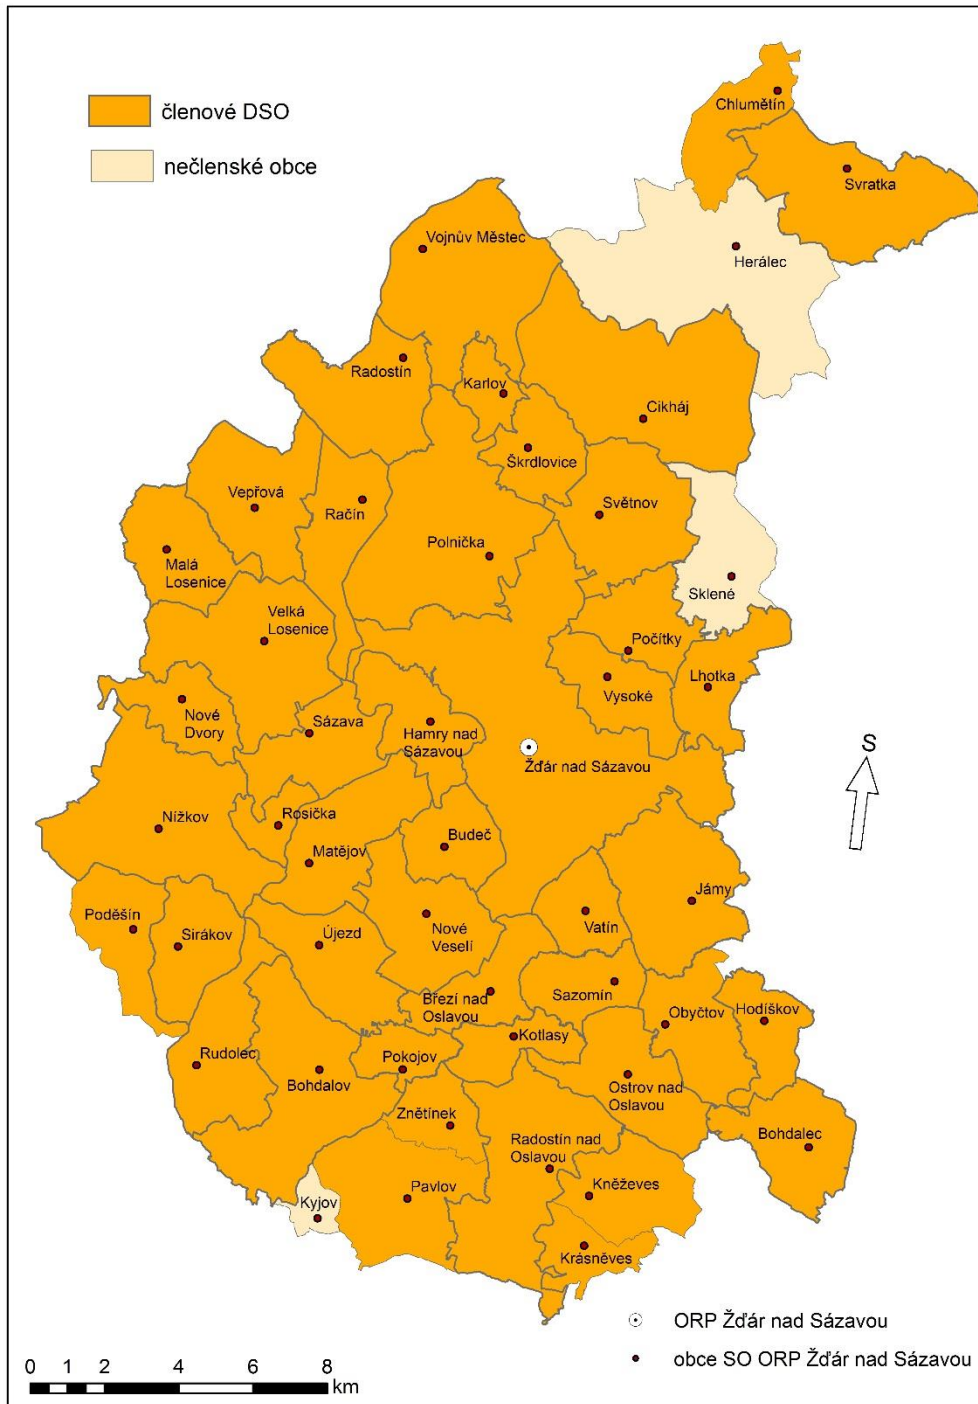 členové DSO
nečlenské obce
Chlumětín
Svratka
Vojnův Městec
Herálec
Radostín
Karlov
Cikháj
Škrdlovice
Vepřová
Račín
Světnov
Polnička
Malá
Losenice
Sklené
Velká
Losenice
Počítky
Lhotka
Vysoké
Nové
Dvory
Sázava
Hamry nad
Sázavou
Žďár nad Sázavou
S
Nížkov
Rosička
Budeč
Matějov
Jámy
Poděšín
Sirákov
Újezd
Nové
Veselí
Vatín
Březí nad
Oslavou
Sazomín
Obyčtov
Hodíškov
Rudolec
Bohdalov
Pokojov
Kotlasy
Ostrov nad
Oslavou
Znětínek
Radostín nad
Oslavou
Bohdalec
Kyjov
Pavlov
Kněževes
Krásněves
ORP Žďár nad Sázavou
obce SO ORP Žďár nad Sázavou
0 1 2 4 6 8
km